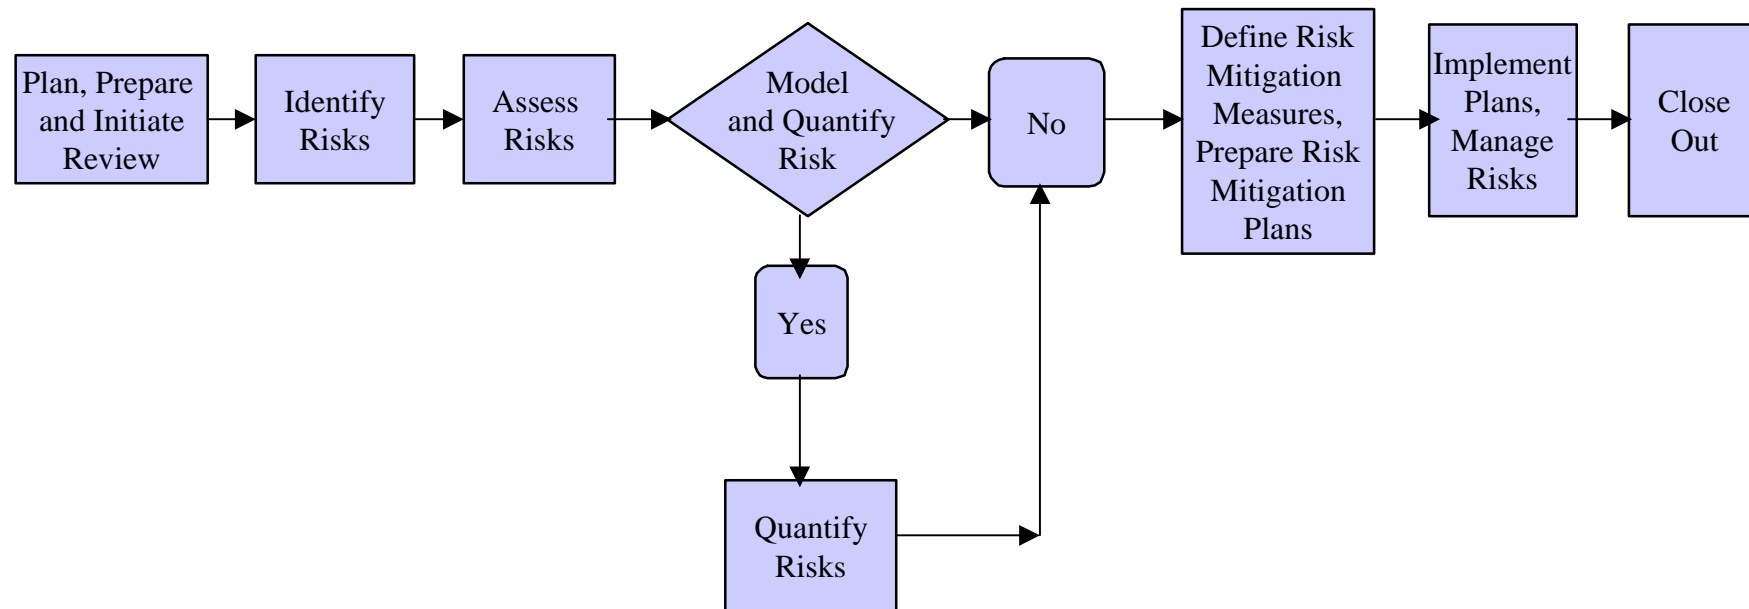 Plan, Prepare
and Initiate
Review
Identify
Risks
Assess
Risks
Model
and Quantify
Risk
No
Define Risk
Mitigation
Measures,
Prepare Risk
Mitigation
Plans
Implement
Plans,
Manage
Risks
Close
Out
Yes
Quantify
Risks